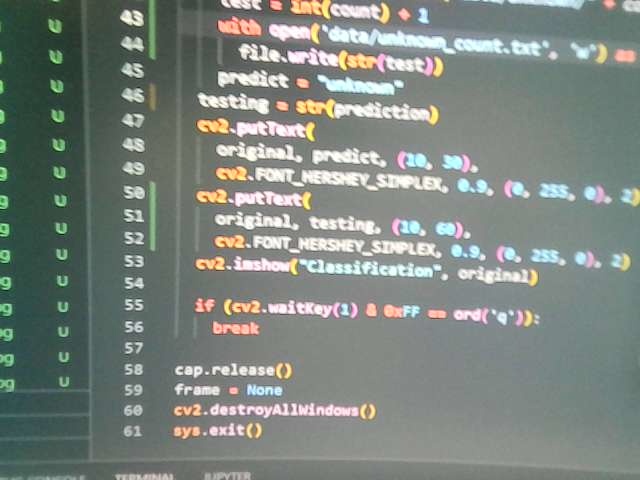 43 test = int(count) + 1
44 with open('data/unknown_count.txt', 'w') as
45 file.write(str(test))
46 predict = "unknown"
47 testing = str(prediction)
48 cv2.putText(
49 original, predict, (10, 30),
50 cv2.FONT_HERSHEY_SIMPLEX, 0.9, (0, 255, 0), 2)
51 cv2.putText(
52 original, testing, (10, 60),
53 cv2.FONT_HERSHEY_SIMPLEX, 0.9, (0, 255, 0), 2)
54 cv2.imshow("Classification", original)
55 if (cv2.waitKey(1) & 0xFF == ord('q')):
56 break
57
58 cap.release()
59 frame = None
60 cv2.destroyAllWindows()
61 sys.exit()
U
U
U
U
U
U
U
U
U
U
U
U
U
og
og
og
CONSOLE TERMINAL JUPYTER